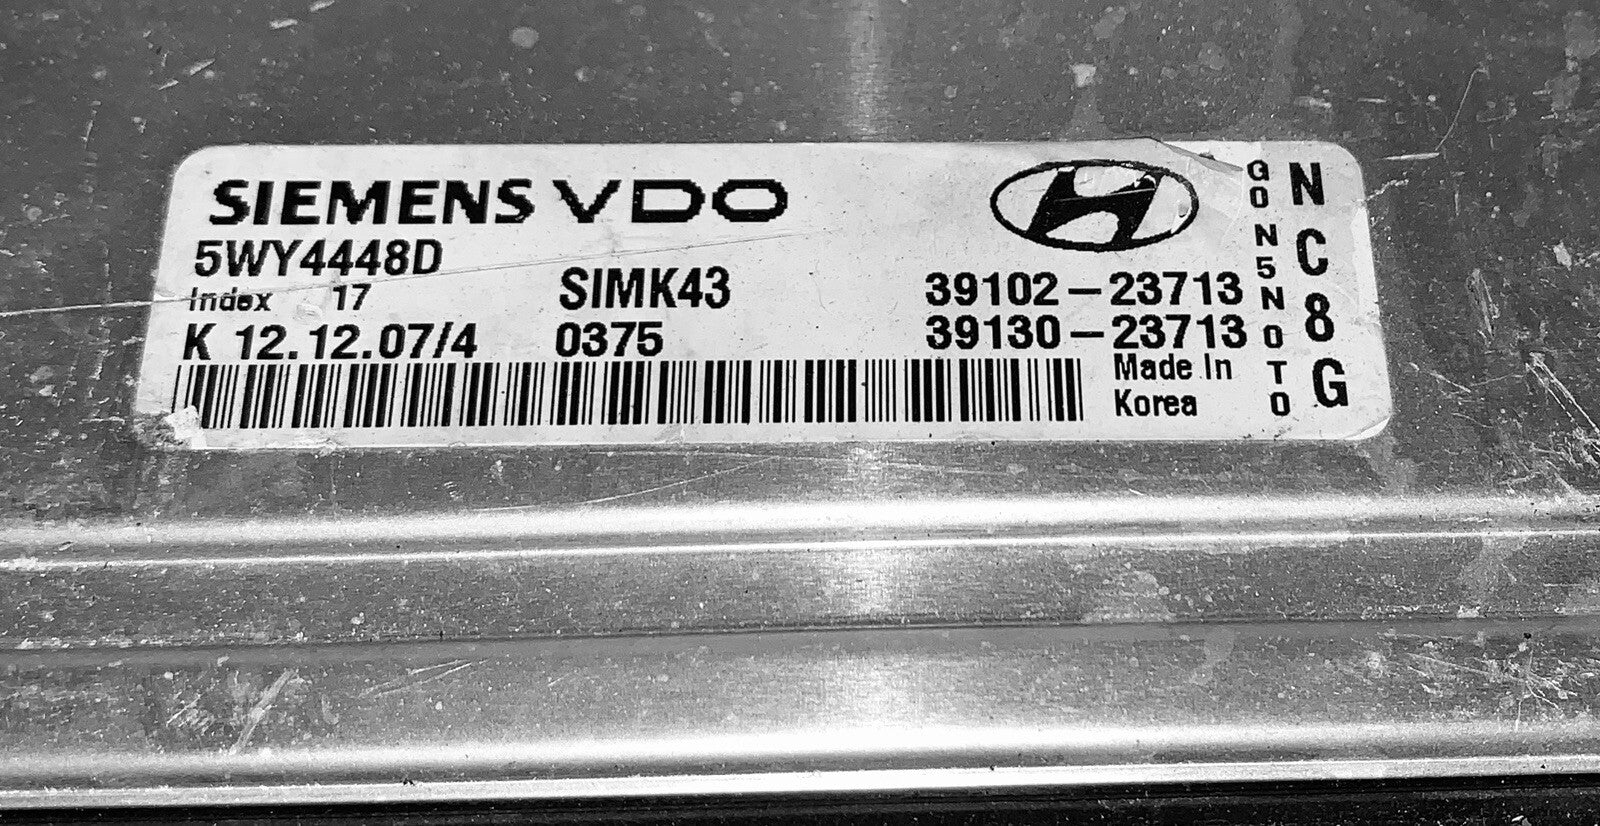 SIEMENS VDO
5WY4448D
Index 17
SIMK43
39102-23713
K 12.12.07/4
0375
39130-23713
Made In
Korea
G0N5N0T0
NC8G